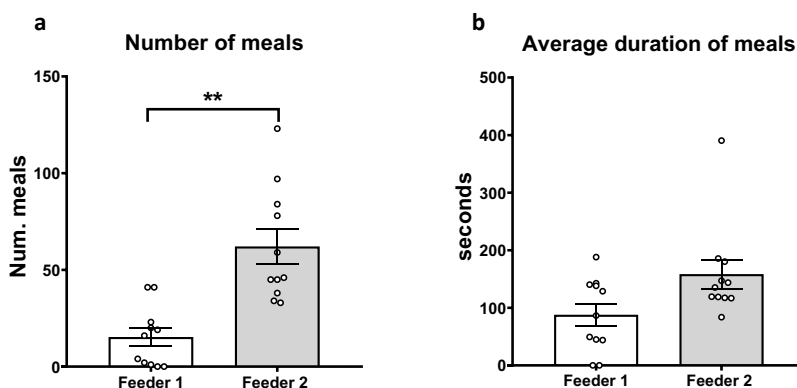 a
Number of meals
150
**
100
50
0
Num. meals
Feeder 1 Feeder 2
b
Average duration of meals
500
400
300
200
100
0
seconds
Feeder 1 Feeder 2